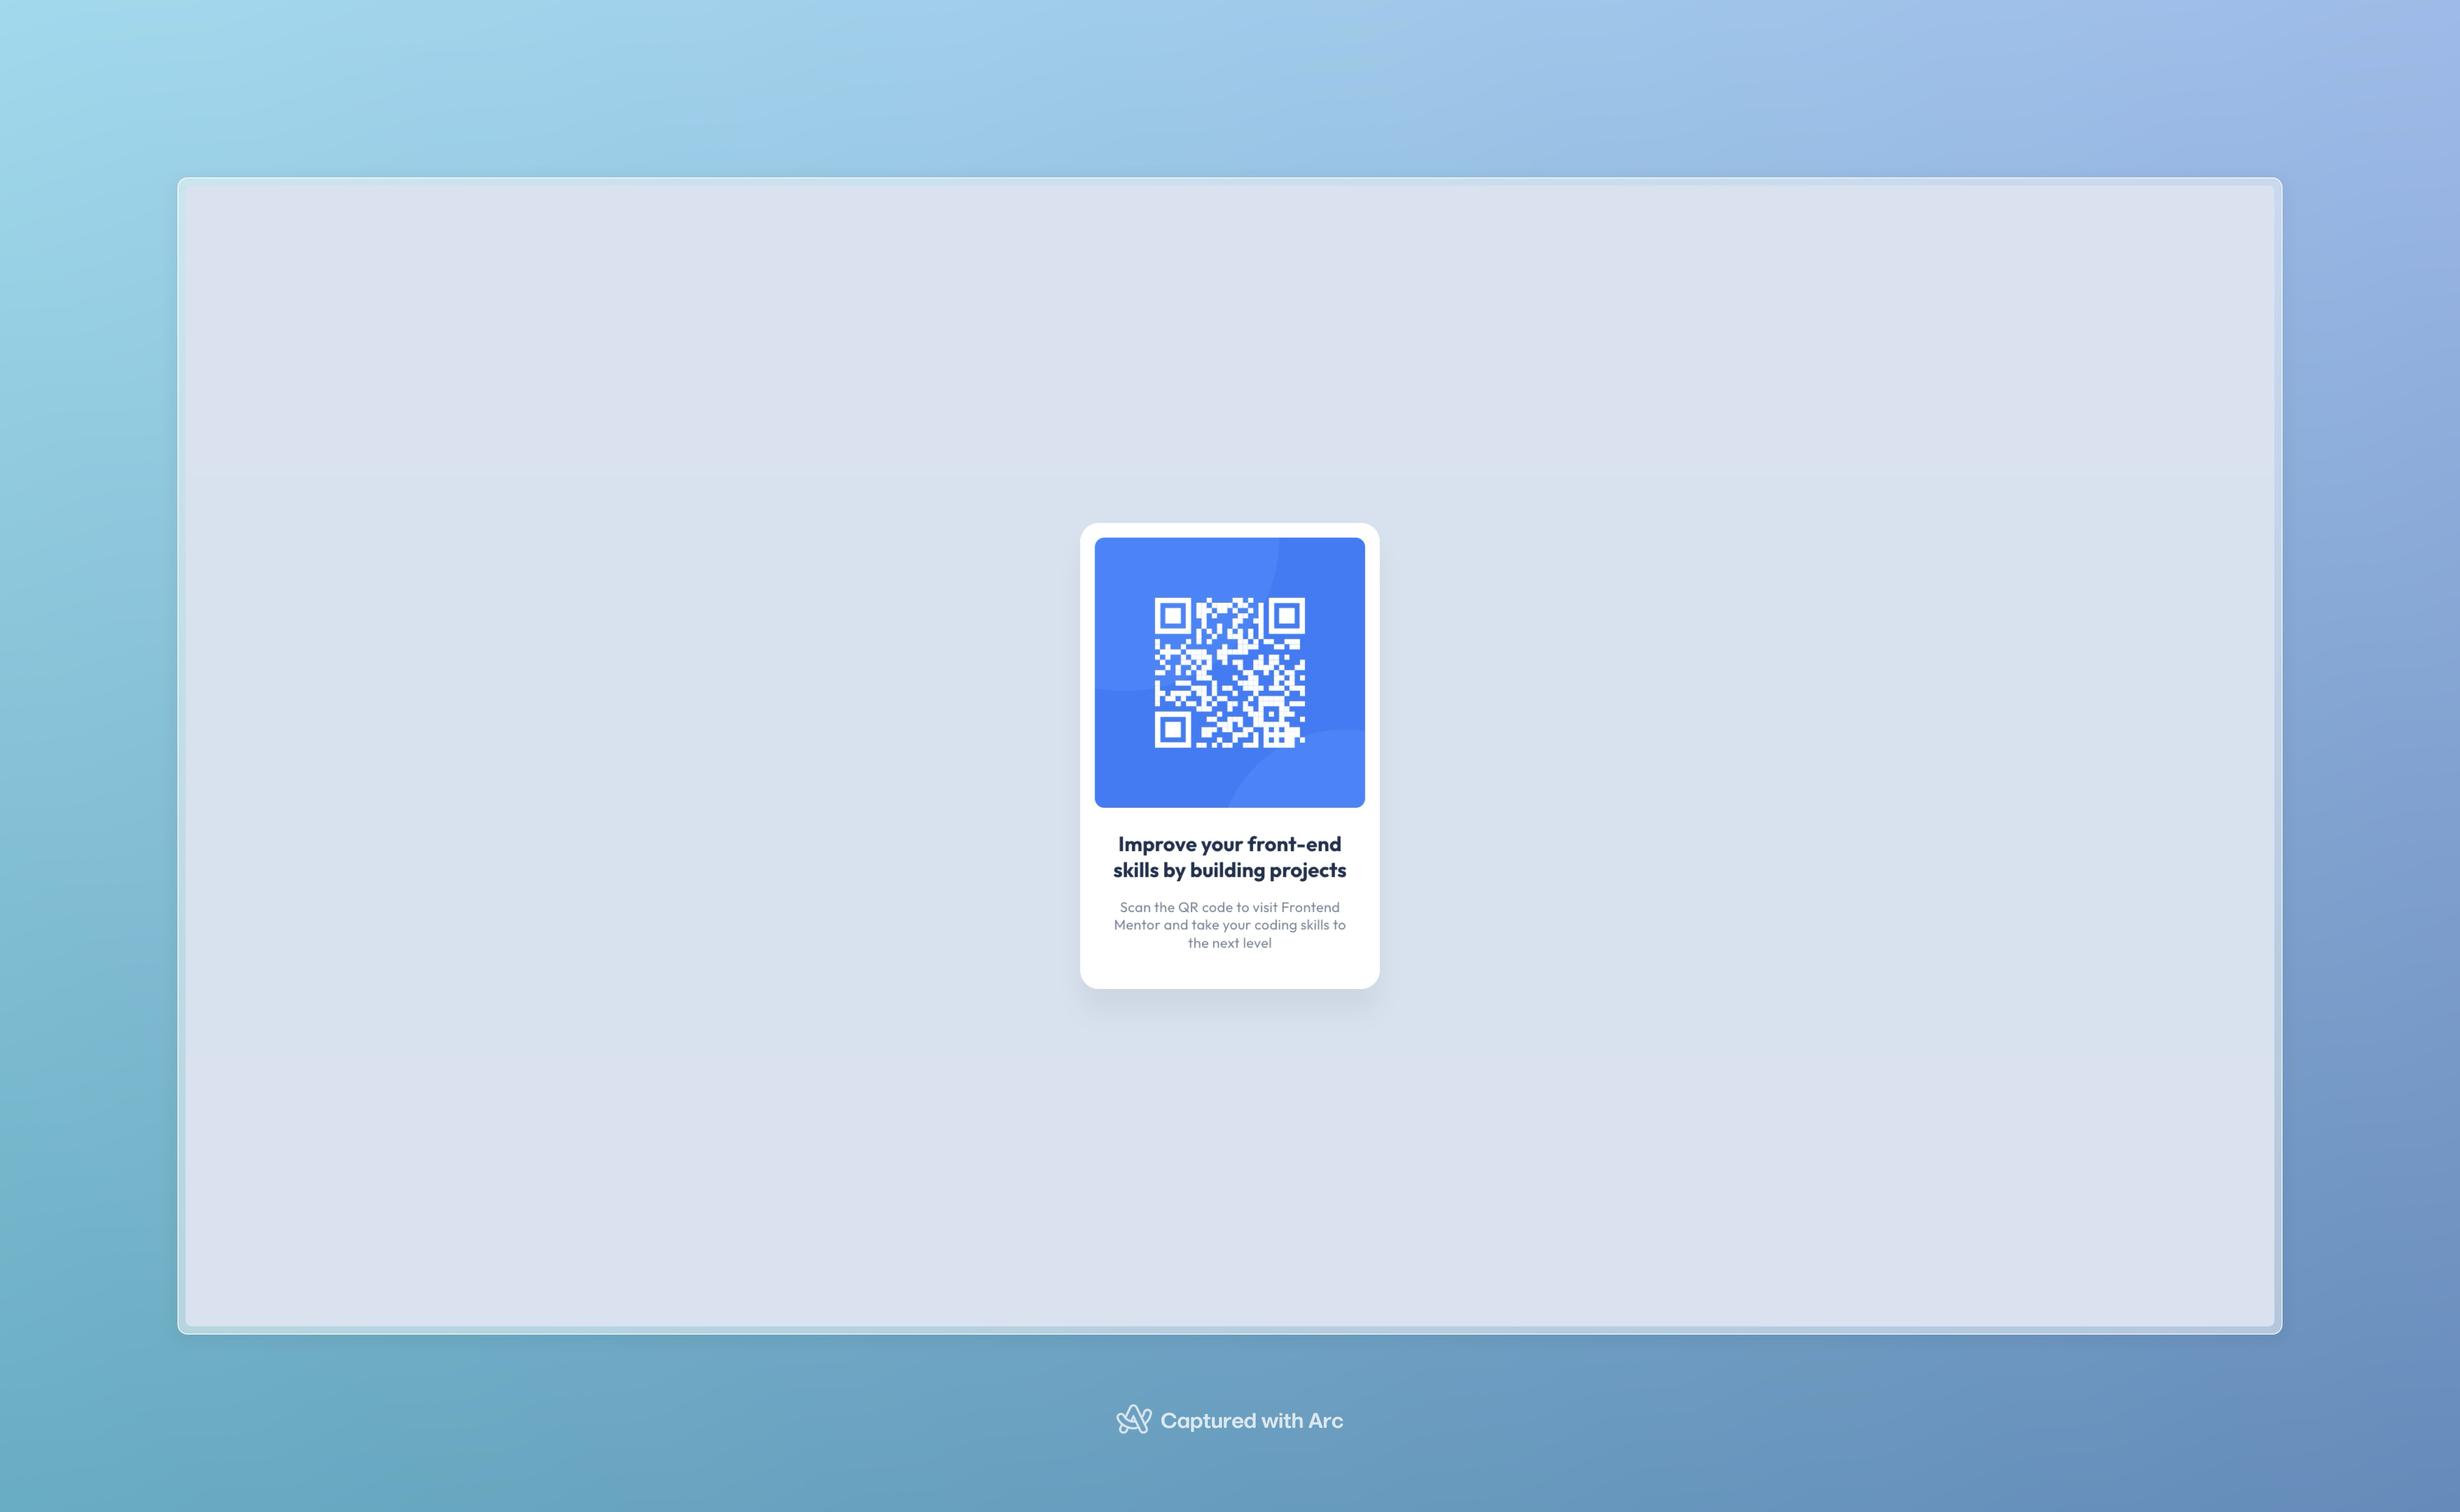 Improve your front-end
skills by building projects
Scan the QR code to visit Frontend
Mentor and take your coding skills to
the next level
Captured with Arc